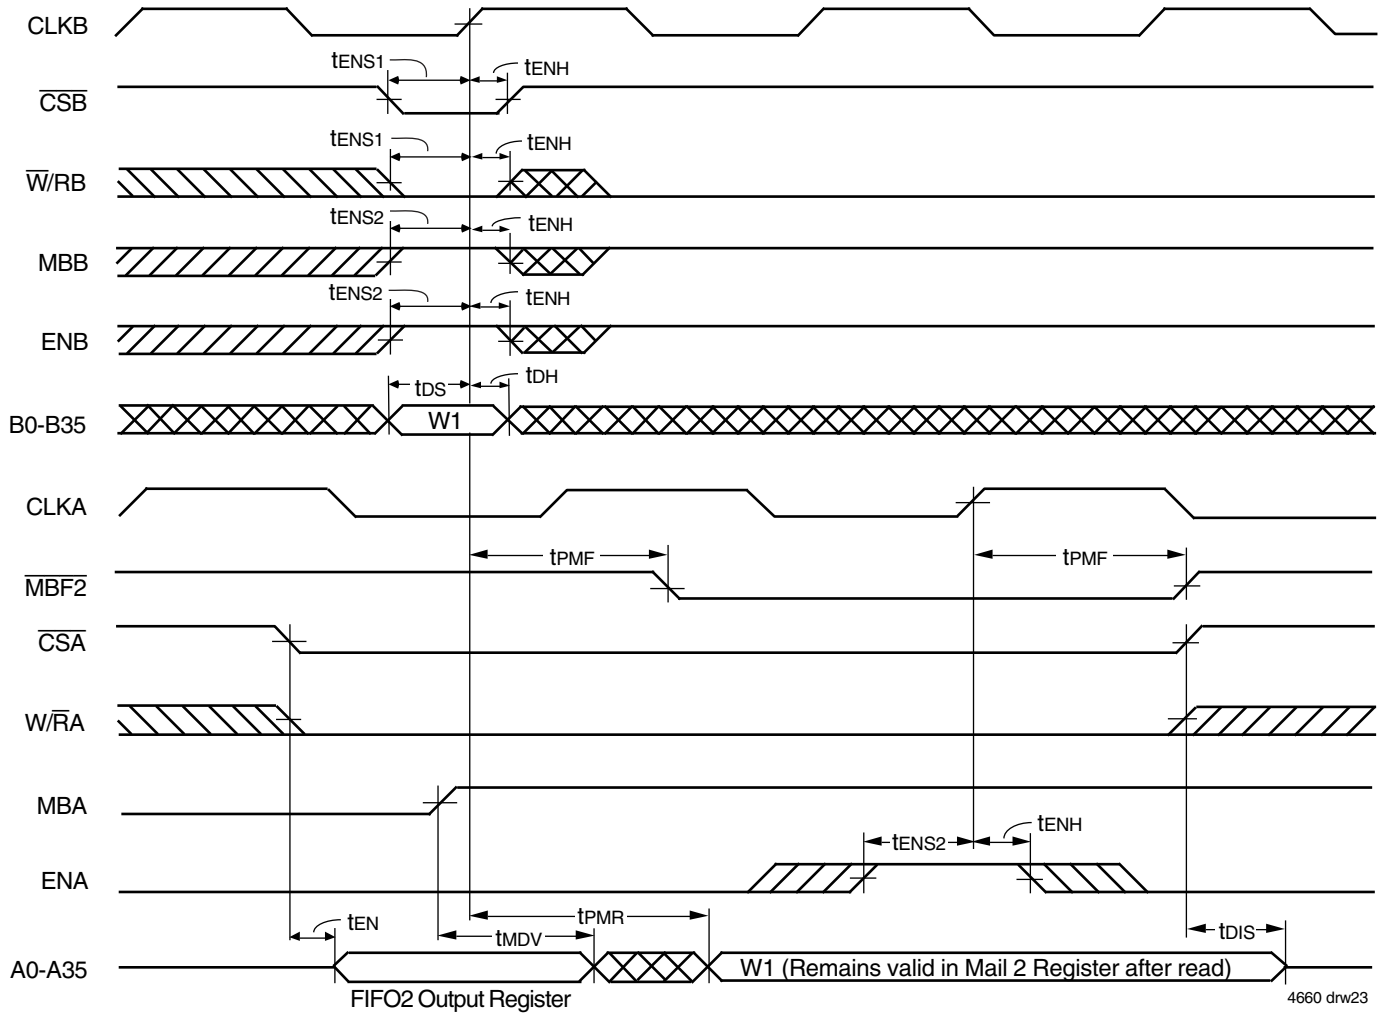 CLKB
tENS1
tENH
CSB
tENS1
tENH
W/RB
tENS2
tENH
MBB
tENS2
tENH
ENB
tDS
tDH
B0-B35
W1
CLKA
tPMF
tPMF
MBF2
CSA
W/RA
MBA
tENS2
tENH
ENA
tEN
tPMR
tMDV
tDIS
A0-A35
W1 (Remains valid in Mail 2 Register after read)
FIFO2 Output Register
4660 drw23